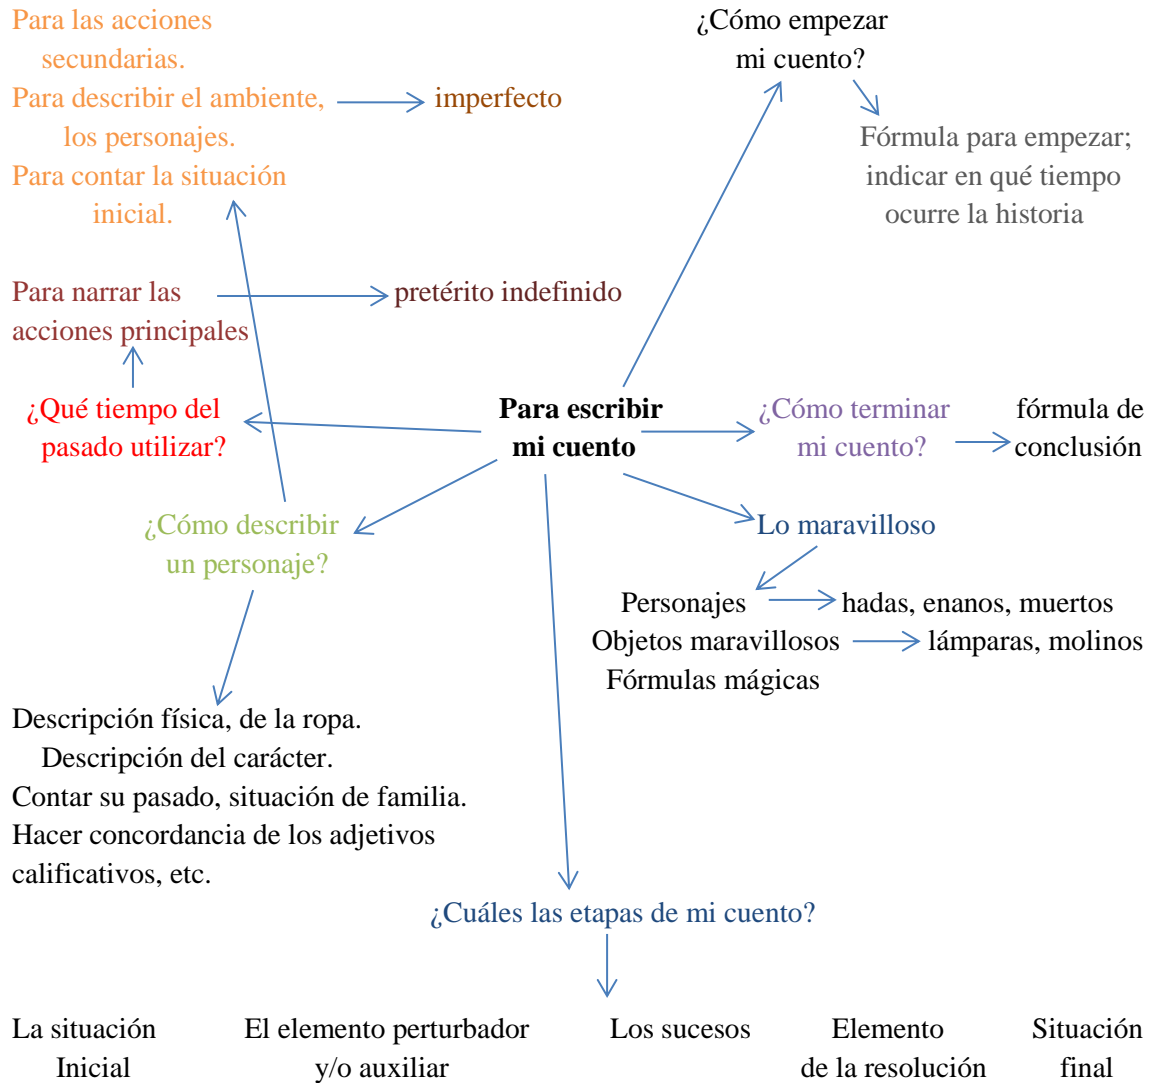 Para las acciones
secundarias.
Para describir el ambiente,
los personajes.
Para contar la situación
inicial.
imperfecto
¿Cómo empezar
mi cuento?
Fórmula para empezar;
indicar en qué tiempo
ocurre la historia
Para narrar las
acciones principales
pretérito indefinido
¿Qué tiempo del
pasado utilizar?
Para escribir
mi cuento
¿Cómo terminar
mi cuento?
fórmula de
conclusión
¿Cómo describir
un personaje?
Lo maravilloso
Personajes
hadas, enanos, muertos
Objetos maravillosos
lámparas, molinos
Fórmulas mágicas
Descripción física, de la ropa.
Descripción del carácter.
Contar su pasado, situación de familia.
Hacer concordancia de los adjetivos
calificativos, etc.
¿Cuáles las etapas de mi cuento?
La situación
Inicial
El elemento perturbador
y/o auxiliar
Los sucesos
Elemento
de la resolución
Situación
final